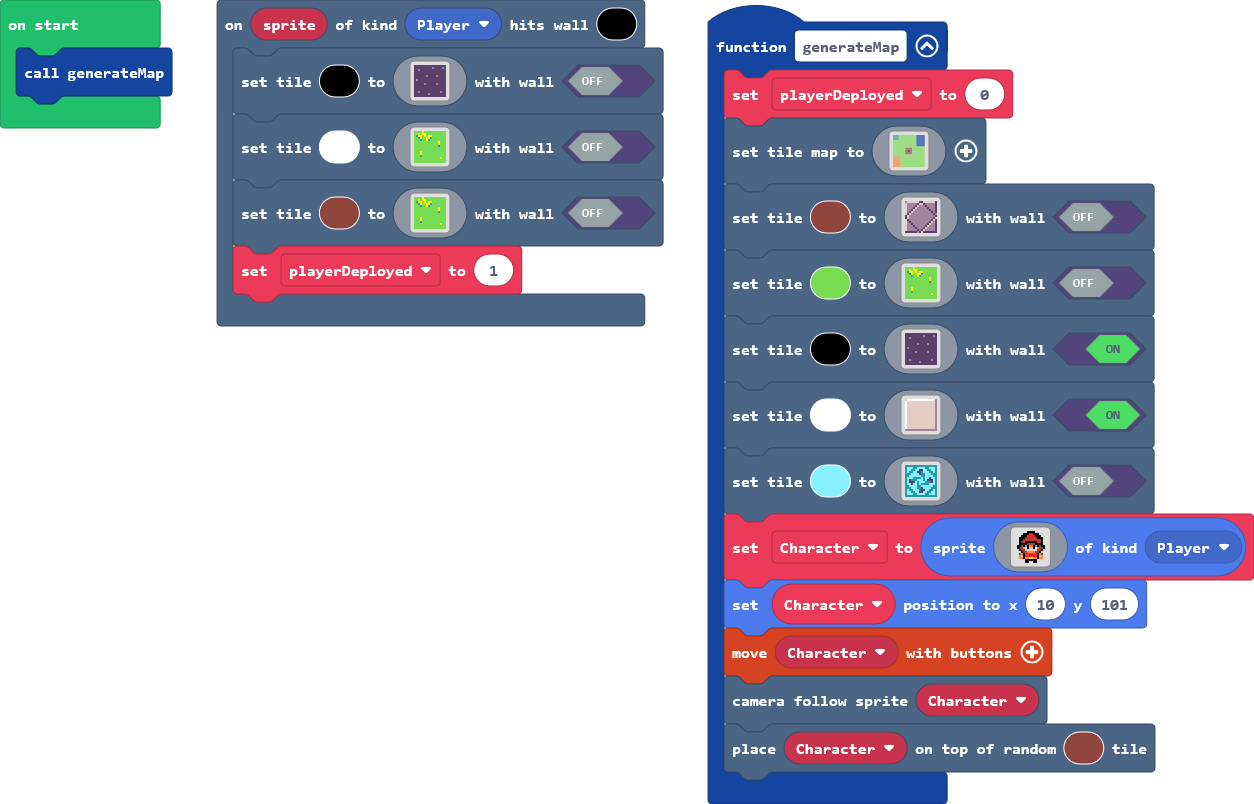 on start
call generateMap
on sprite of kind Player hits wall
set tile to with wall OFF
set tile to with wall OFF
set tile to with wall OFF
set playerDeployed to 1
function generateMap
set playerDeployed to 0
set tile map to
set tile to with wall OFF
set tile to with wall OFF
set tile to with wall ON
set tile to with wall ON
set tile to with wall OFF
set Character to sprite of kind Player
set Character position to x 10 y 101
move Character with buttons
camera follow sprite Character
place Character on top of random tile